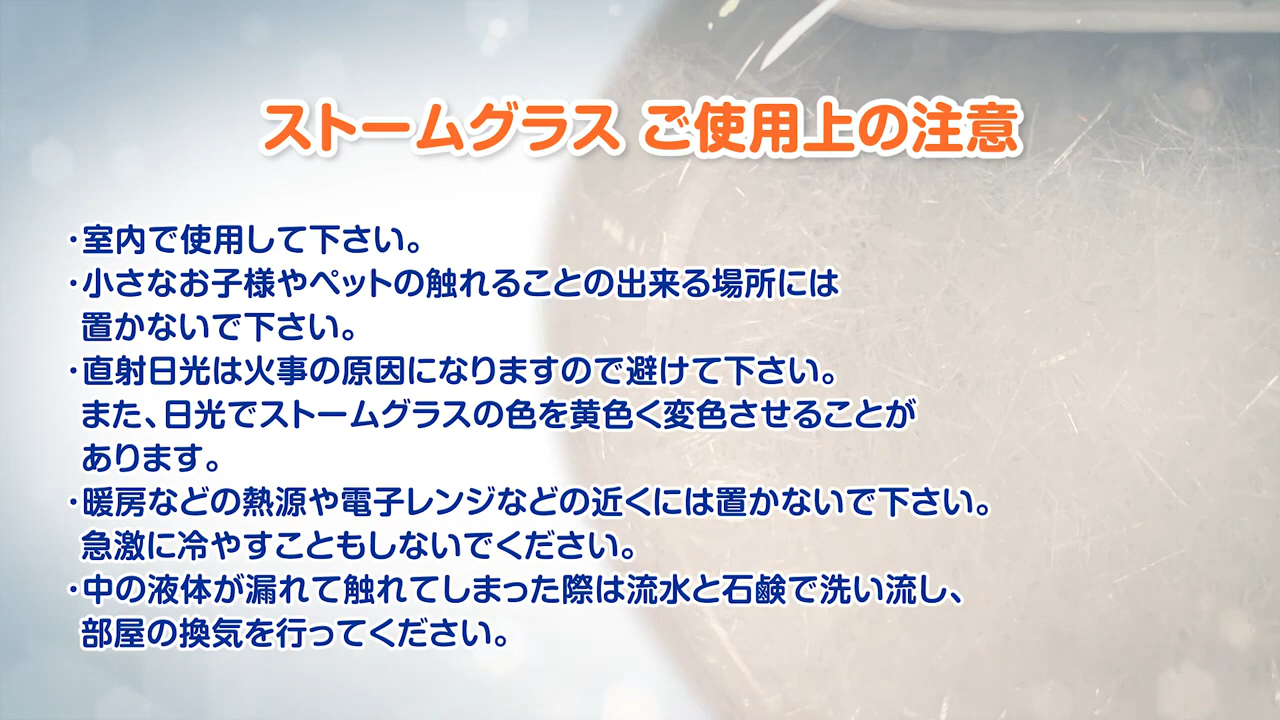 ストームグラス ご使用上の注意
・室内で使用して下さい。
・小さなお子様やペットの触れることの出来る場所には
置かないで下さい。
・直射日光は火事の原因になりますので避けて下さい。
また、日光でストームグラスの色を黄色く変色させることが
あります。
・暖房などの熱源や電子レンジなどの近くには置かないで下さい。
急激に冷やすこともしないでください。
・中の液体が漏れて触れてしまった際は流水と石鹸で洗い流し、
部屋の換気を行ってください。